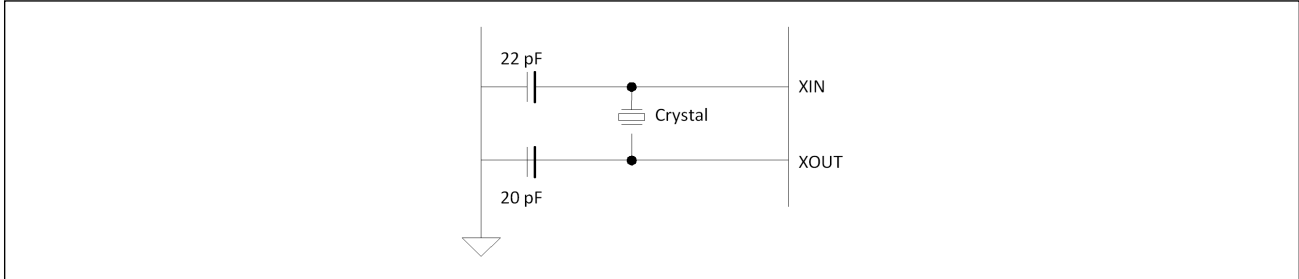 22 pF
XIN
Crystal
XOUT
20 pF